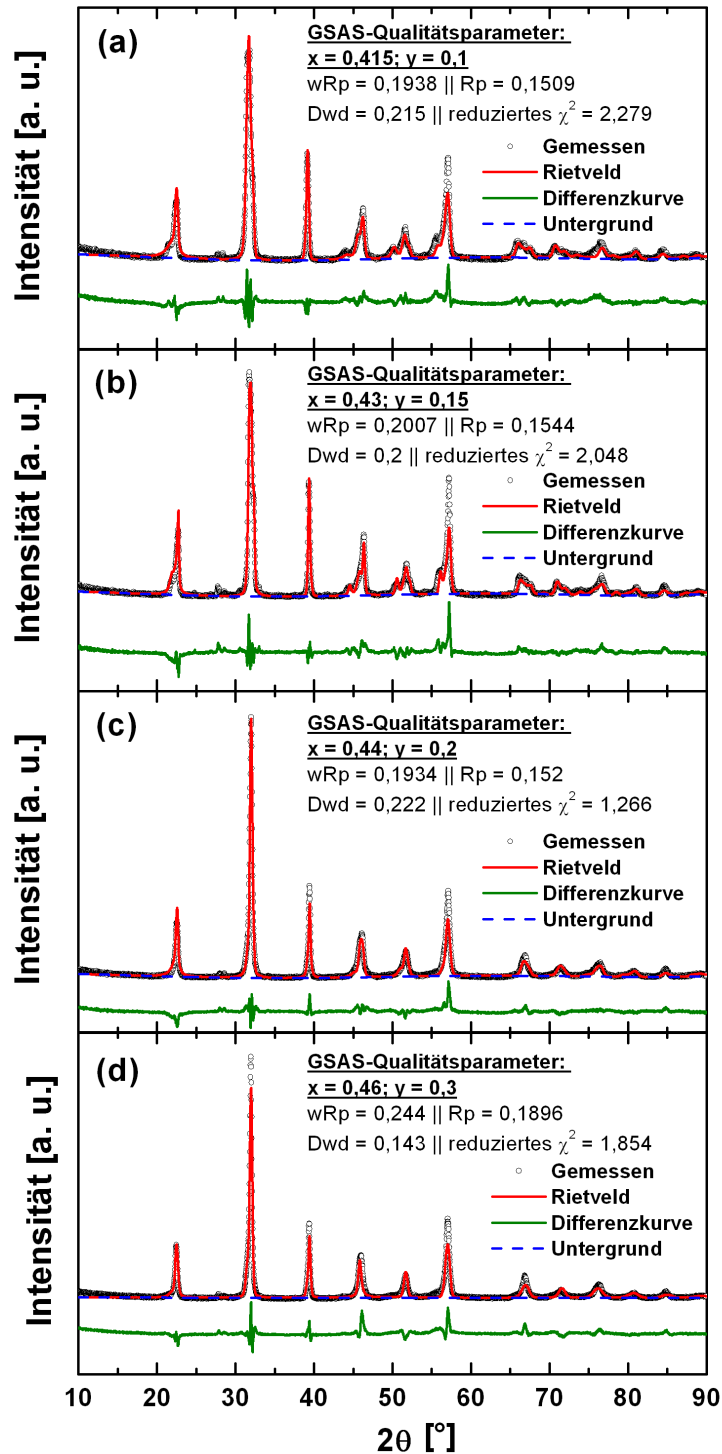 (a)
GSAS-Qualitätsparameter:
x = 0,415; y = 0,1
wRp = 0,1938 || Rp = 0,1509
Dwd = 0,215 || reduziertes χ² = 2,279
Gemessen
Rietveld
Differenzkurve
Untergrund
Intensität [a. u.]
(b)
GSAS-Qualitätsparameter:
x = 0,43; y = 0,15
wRp = 0,2007 || Rp = 0,1544
Dwd = 0,2 || reduziertes χ² = 2,048
Gemessen
Rietveld
Differenzkurve
Untergrund
Intensität [a. u.]
(c)
GSAS-Qualitätsparameter:
x = 0,44; y = 0,2
wRp = 0,1934 || Rp = 0,152
Dwd = 0,222 || reduziertes χ² = 1,266
Gemessen
Rietveld
Differenzkurve
Untergrund
Intensität [a. u.]
(d)
GSAS-Qualitätsparameter:
x = 0,46; y = 0,3
wRp = 0,244 || Rp = 0,1896
Dwd = 0,143 || reduziertes χ² = 1,854
Gemessen
Rietveld
Differenzkurve
Untergrund
Intensität [a. u.]
10 20 30 40 50 60 70 80 90
2θ [°]